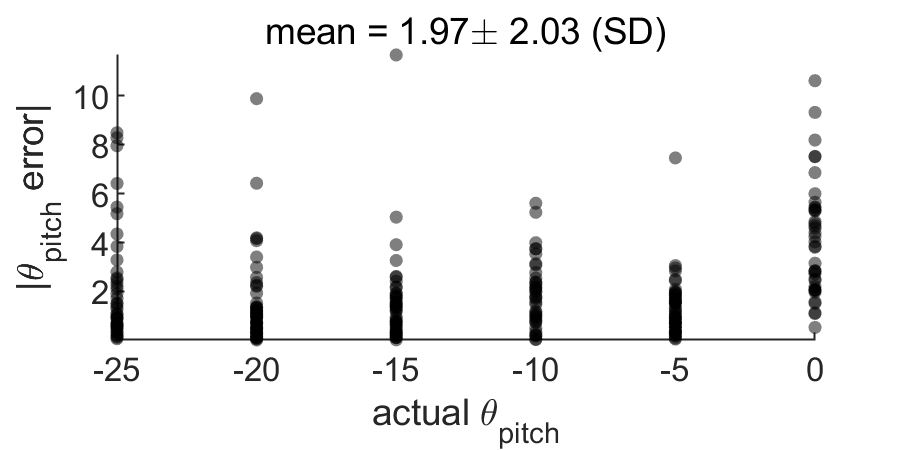 mean = 1.97± 2.03 (SD)
|θpitch error|
10
8
6
4
2
-25 -20 -15 -10 -5 0
actual θpitch